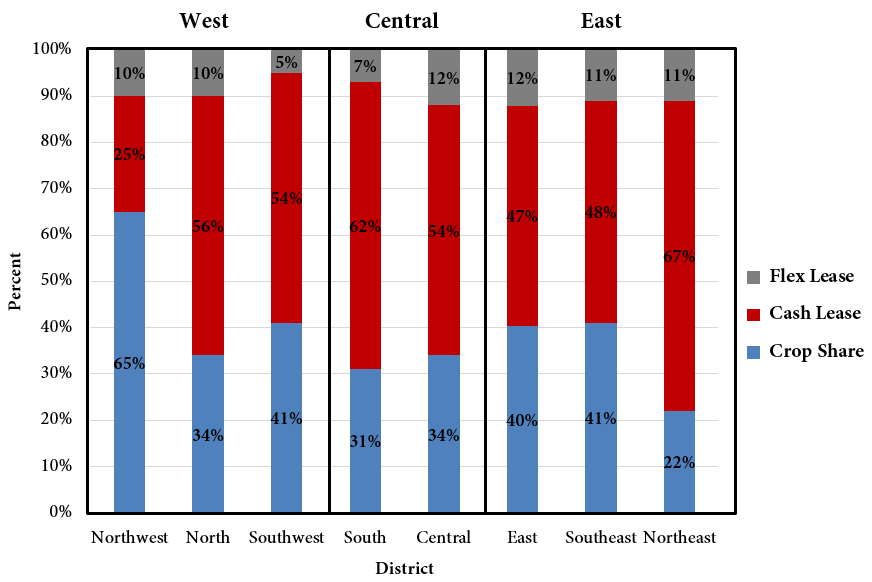 West Central East
100%
90%
80%
70%
60%
50%
40%
30%
20%
10%
0%
Percent
10% 10% 5% 7% 12% 12% 11% 11%
25% 56% 54% 62% 54% 47% 48% 67%
65% 34% 41% 31% 34% 40% 41% 22%
Northwest North Southwest South Central East Southeast Northeast
District
Flex Lease
Cash Lease
Crop Share